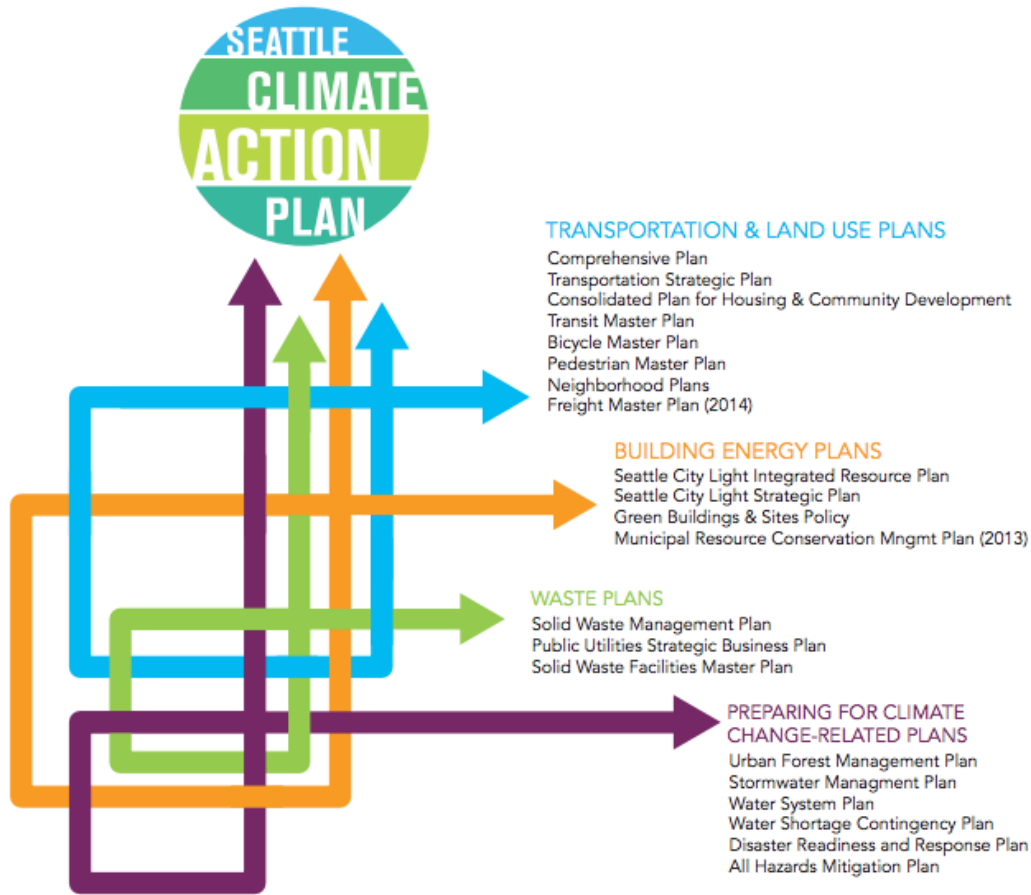 SEATTLE
CLIMATE
ACTION
PLAN
TRANSPORTATION & LAND USE PLANS
Comprehensive Plan
Transportation Strategic Plan
Consolidated Plan for Housing & Community Development
Transit Master Plan
Bicycle Master Plan
Pedestrian Master Plan
Neighborhood Plans
Freight Master Plan (2014)
BUILDING ENERGY PLANS
Seattle City Light Integrated Resource Plan
Seattle City Light Strategic Plan
Green Buildings & Sites Policy
Municipal Resource Conservation Mngmt Plan (2013)
WASTE PLANS
Solid Waste Management Plan
Public Utilities Strategic Business Plan
Solid Waste Facilities Master Plan
PREPARING FOR CLIMATE
CHANGE-RELATED PLANS
Urban Forest Management Plan
Stormwater Managment Plan
Water System Plan
Water Shortage Contingency Plan
Disaster Readiness and Response Plan
All Hazards Mitigation Plan